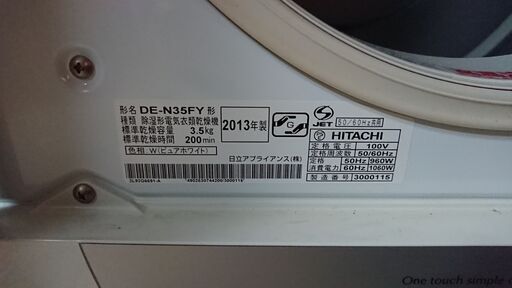 形名 DE-N35FY 形
種類 除湿形電気衣類乾燥機
標準乾燥容量 3.5kg
標準乾燥時間 200min
2013年製
色相:W(ピュアホワイト)
日立アプライアンス(株)
JET
50/60Hz共用
HITACHI
定格電圧 100V
定格周波数 50/60Hz
定格消費電力 50Hz 960W
60Hz 1060W
製造番号 3000115
One touch simple